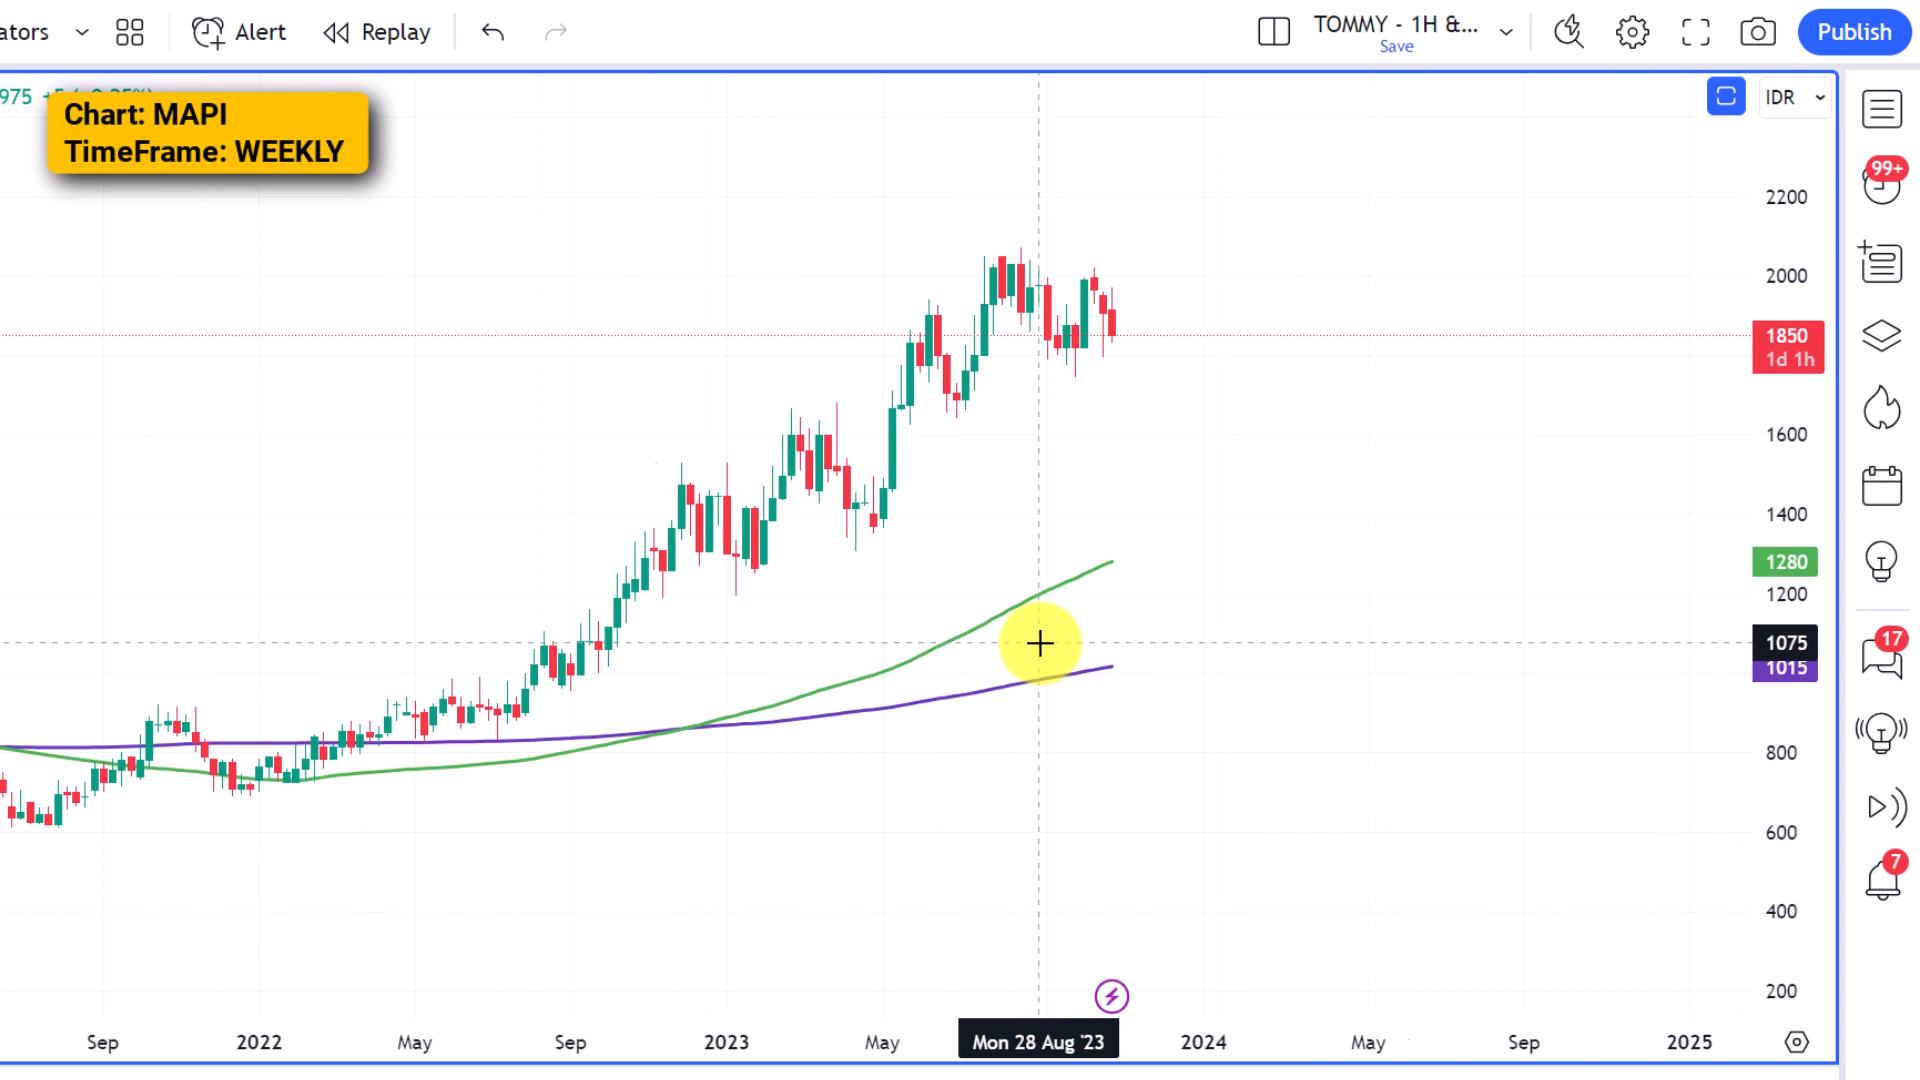 ators
Alert
Replay
TOMMY - 1H &...
Save
Publish
975
IDR
Chart: MAPI
TimeFrame: WEEKLY
99+
2200
2000
1850
1d 1h
1600
1400
1280
1200
1075
1015
17
800
600
7
400
200
Sep
2022
May
Sep
2023
May
Mon 28 Aug '23
2024
May
Sep
2025